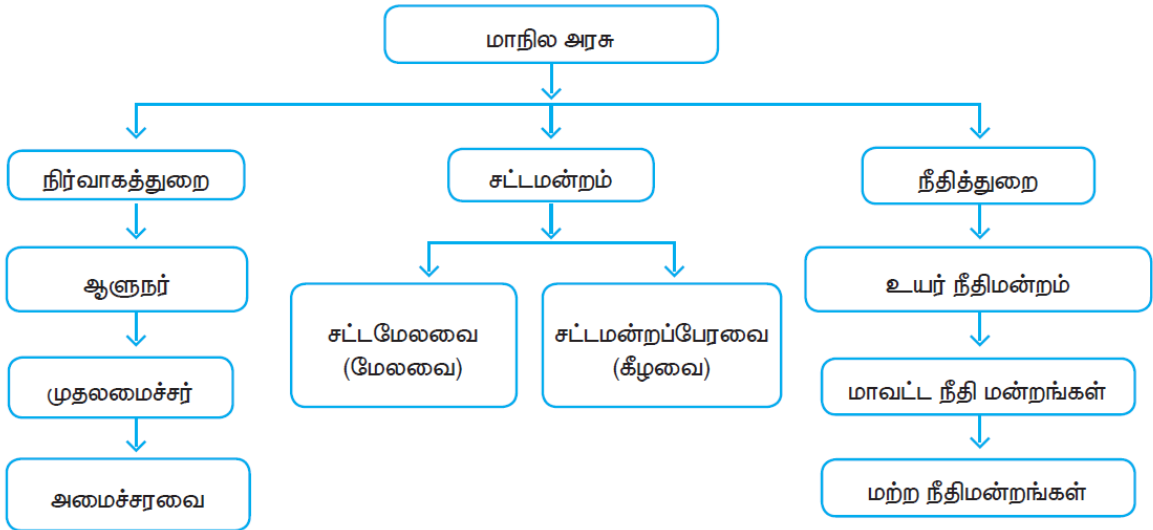 மாநில அரசு
நிர்வாகத்துறை
சட்டமன்றம்
நீதித்துறை
ஆளுநர்
உயர் நீதிமன்றம்
சட்டமேலவை
(மேலவை)
சட்டமன்றப்பேரவை
(கீழவை)
முதலமைச்சர்
மாவட்ட நீதி மன்றங்கள்
அமைச்சரவை
மற்ற நீதிமன்றங்கள்